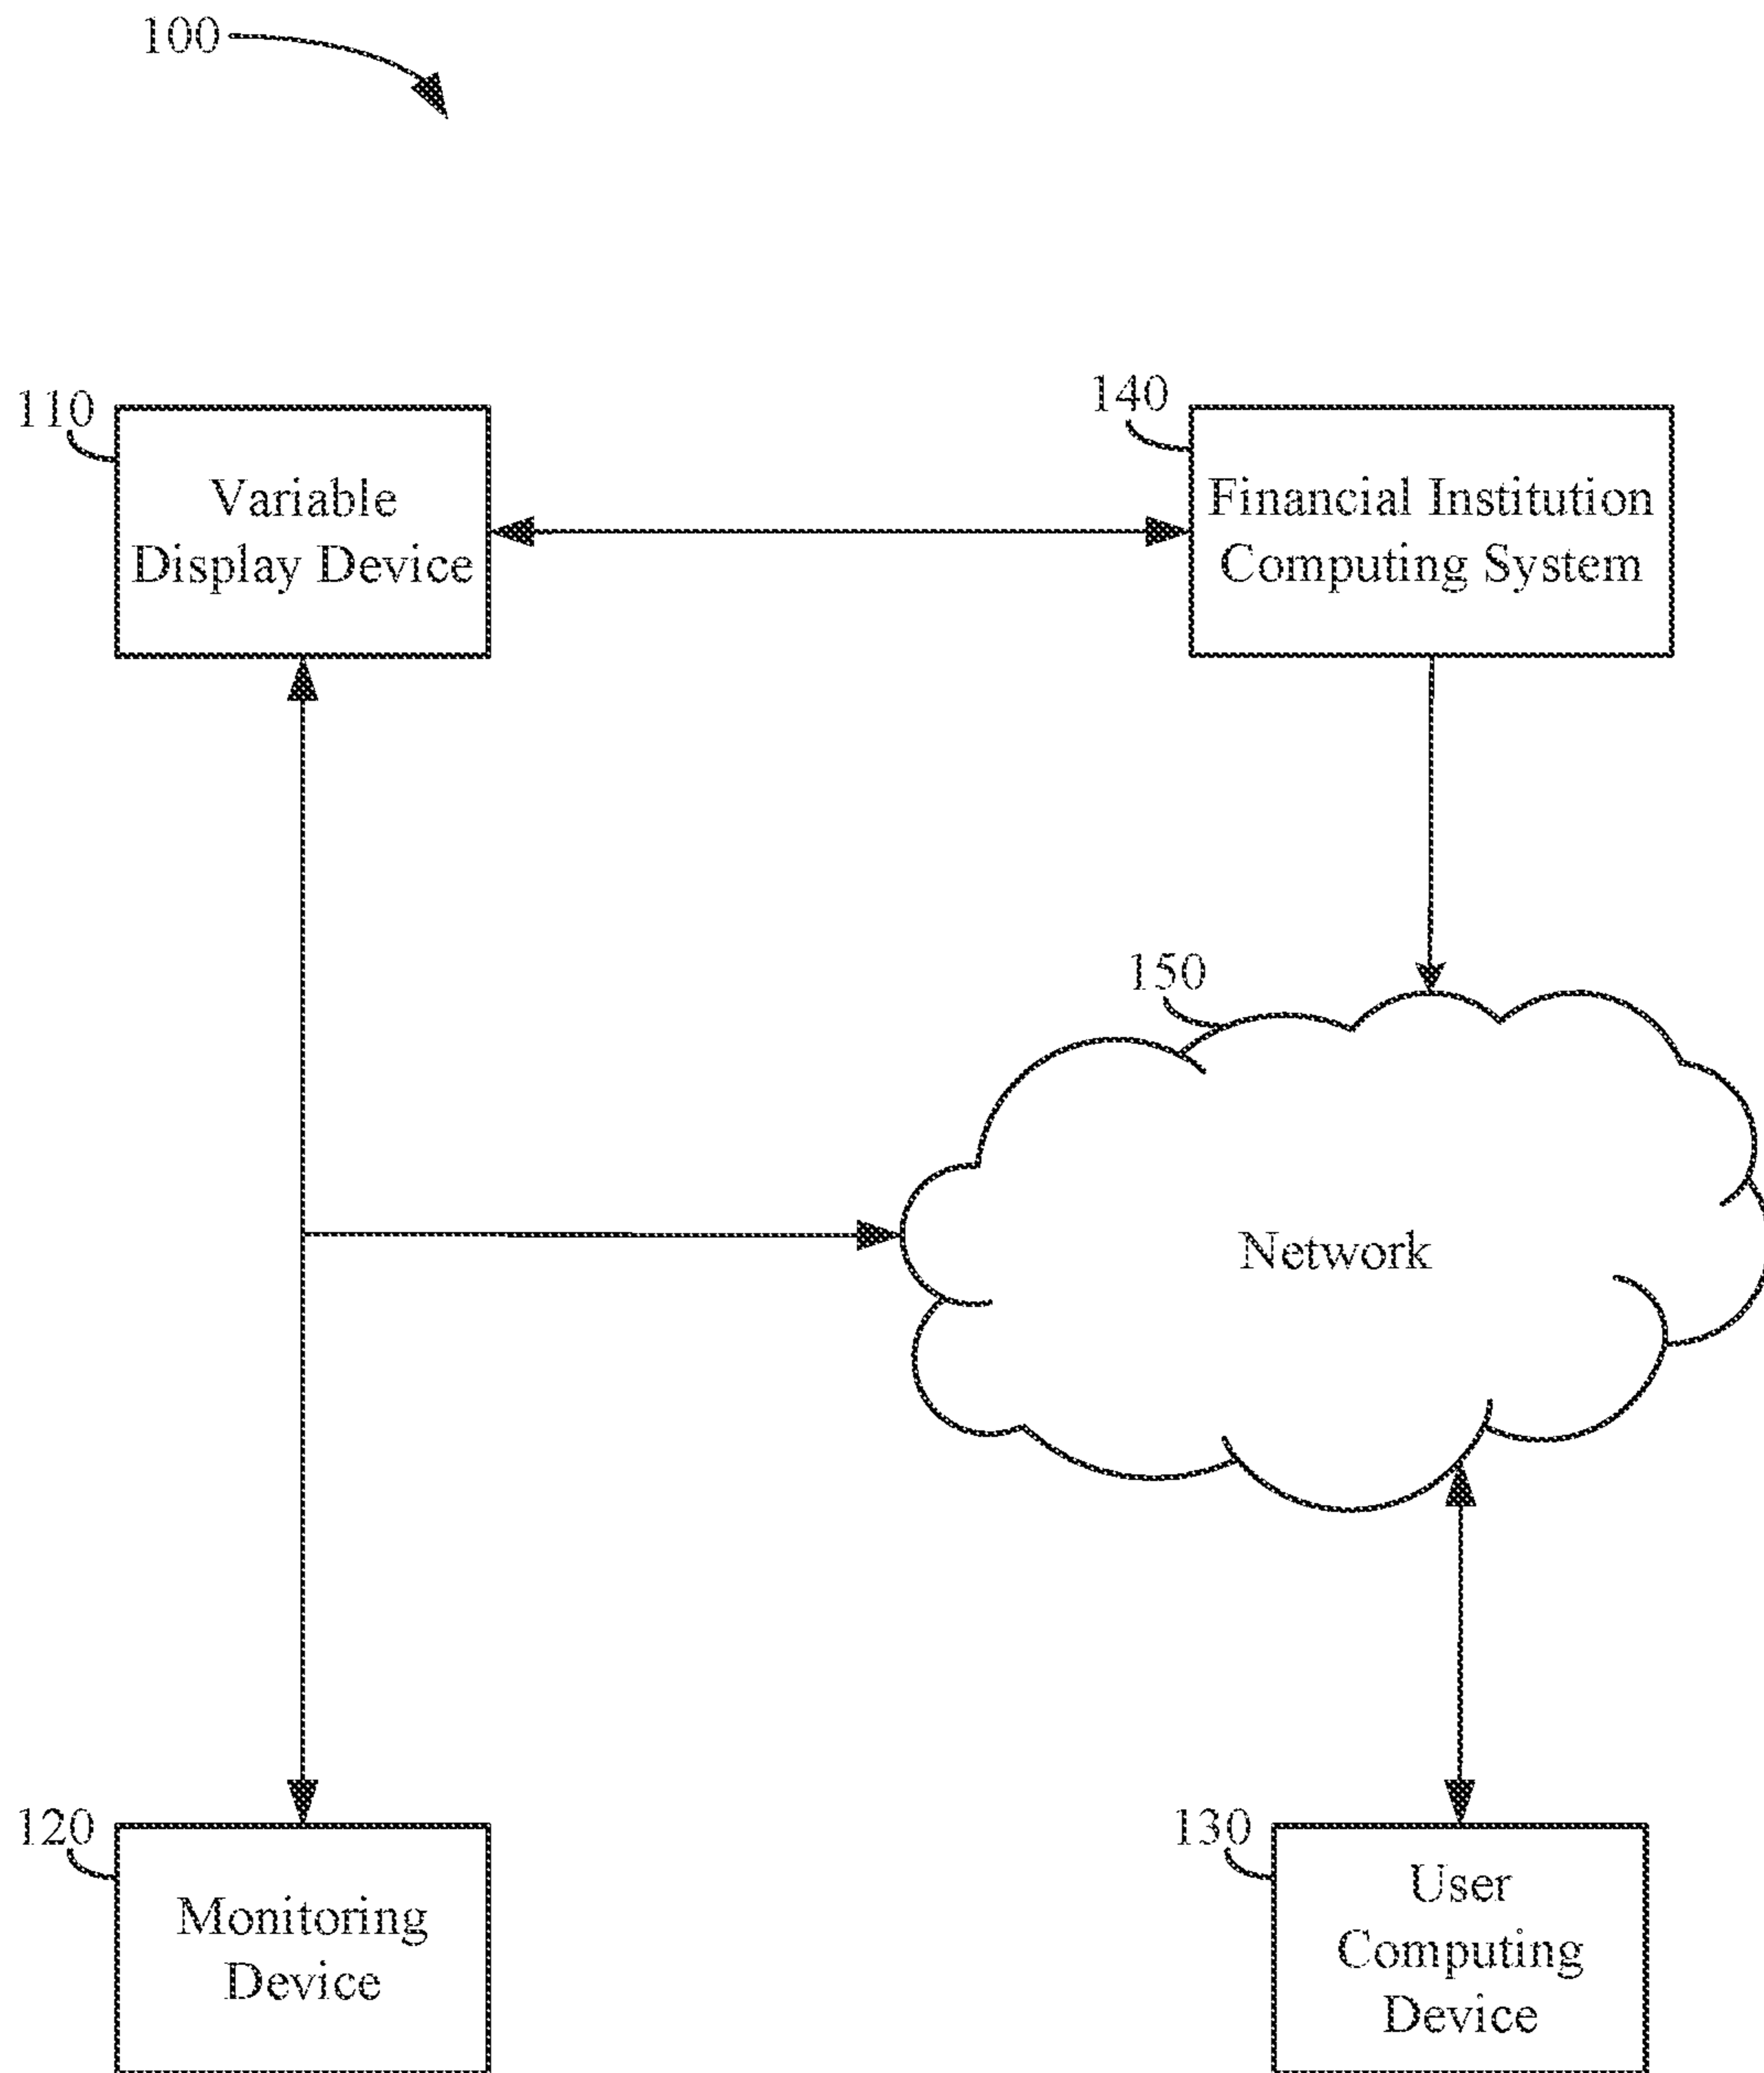 100
110
Variable
Display Device
140
Financial Institution
Computing System
150
Network
120
Monitoring
Device
130
User
Computing
Device